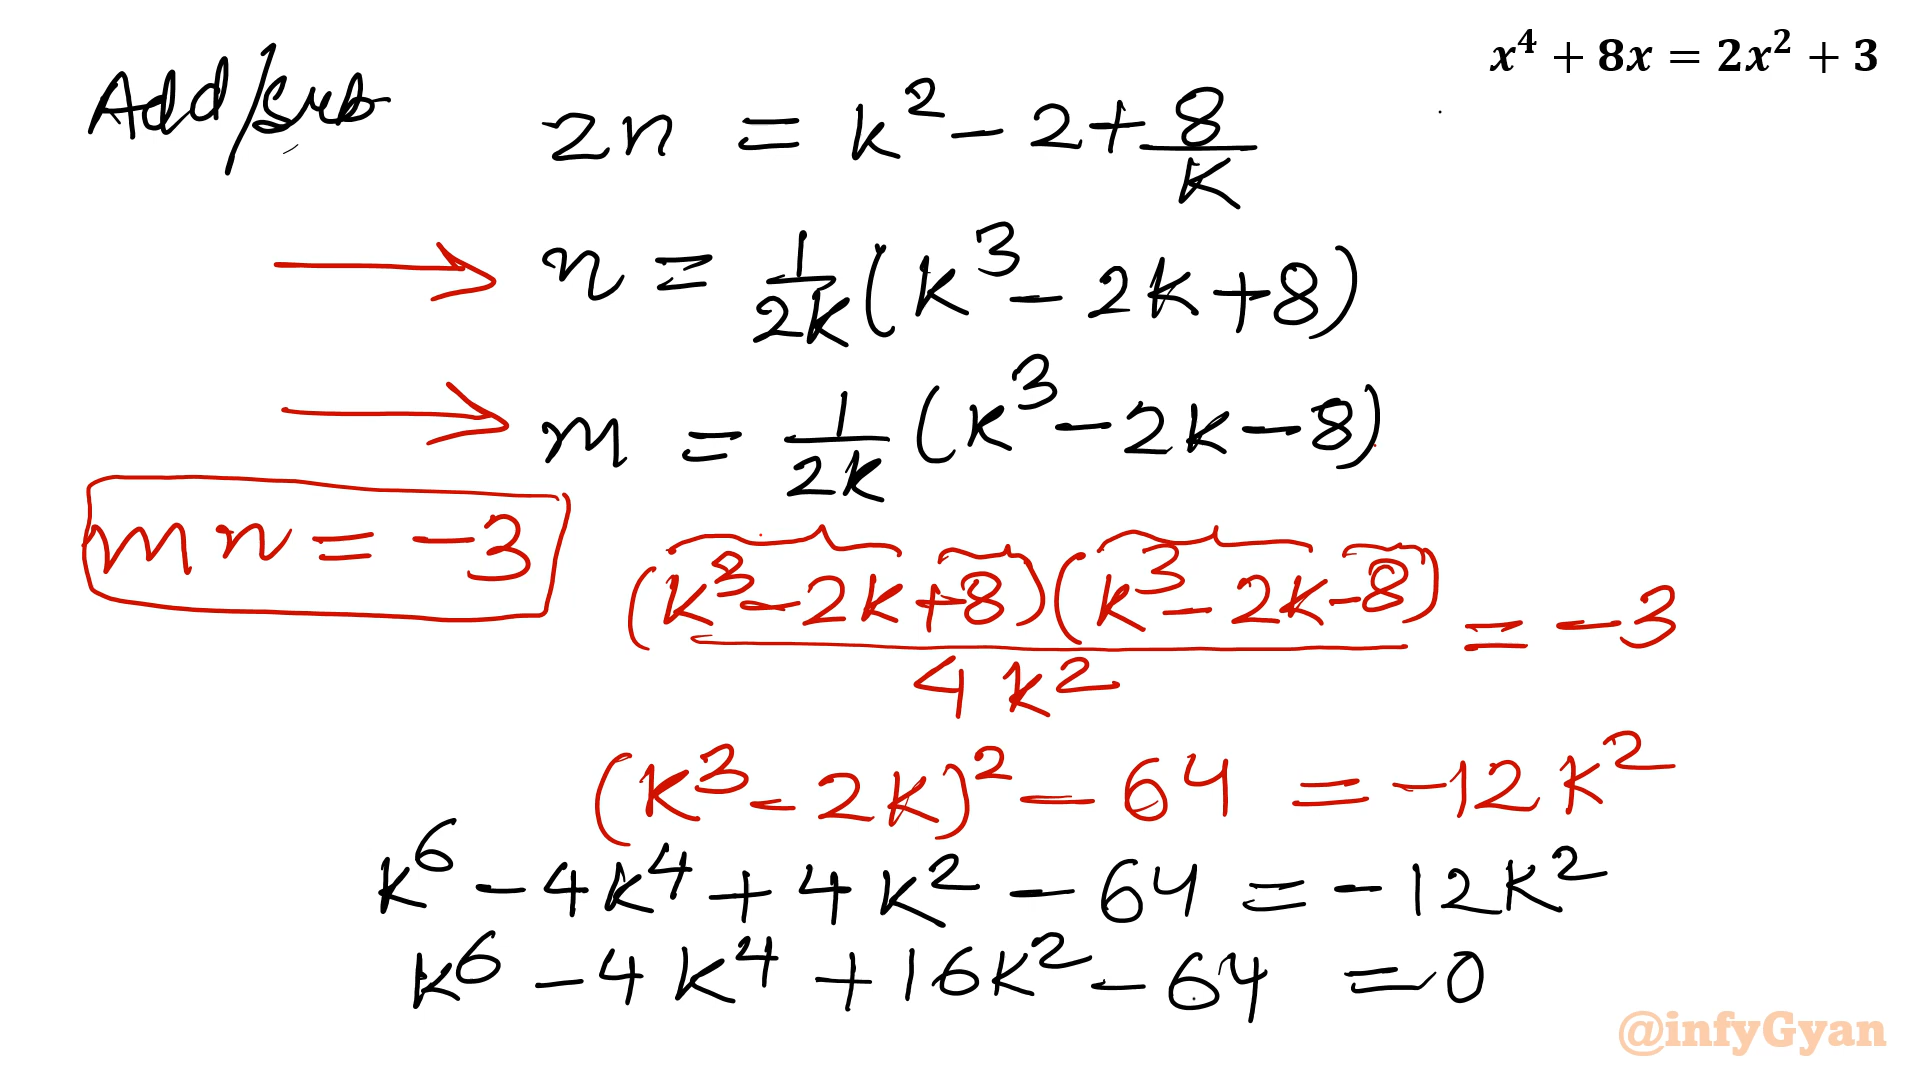 x⁴ + 8x = 2x² + 3
Add/sub 2n = k² - 2 + 8/k
→ n = 1/2k (k³ - 2k + 8)
→ m = 1/2k (k³ - 2k - 8)
mn = -3
(k³ - 2k + 8)(k³ - 2k - 8) / 4k² = -3
(k³ - 2k)² - 64 = -12k²
k⁶ - 4k⁴ + 4k² - 64 = -12k²
k⁶ - 4k⁴ + 16k² - 64 = 0
@infyGyan